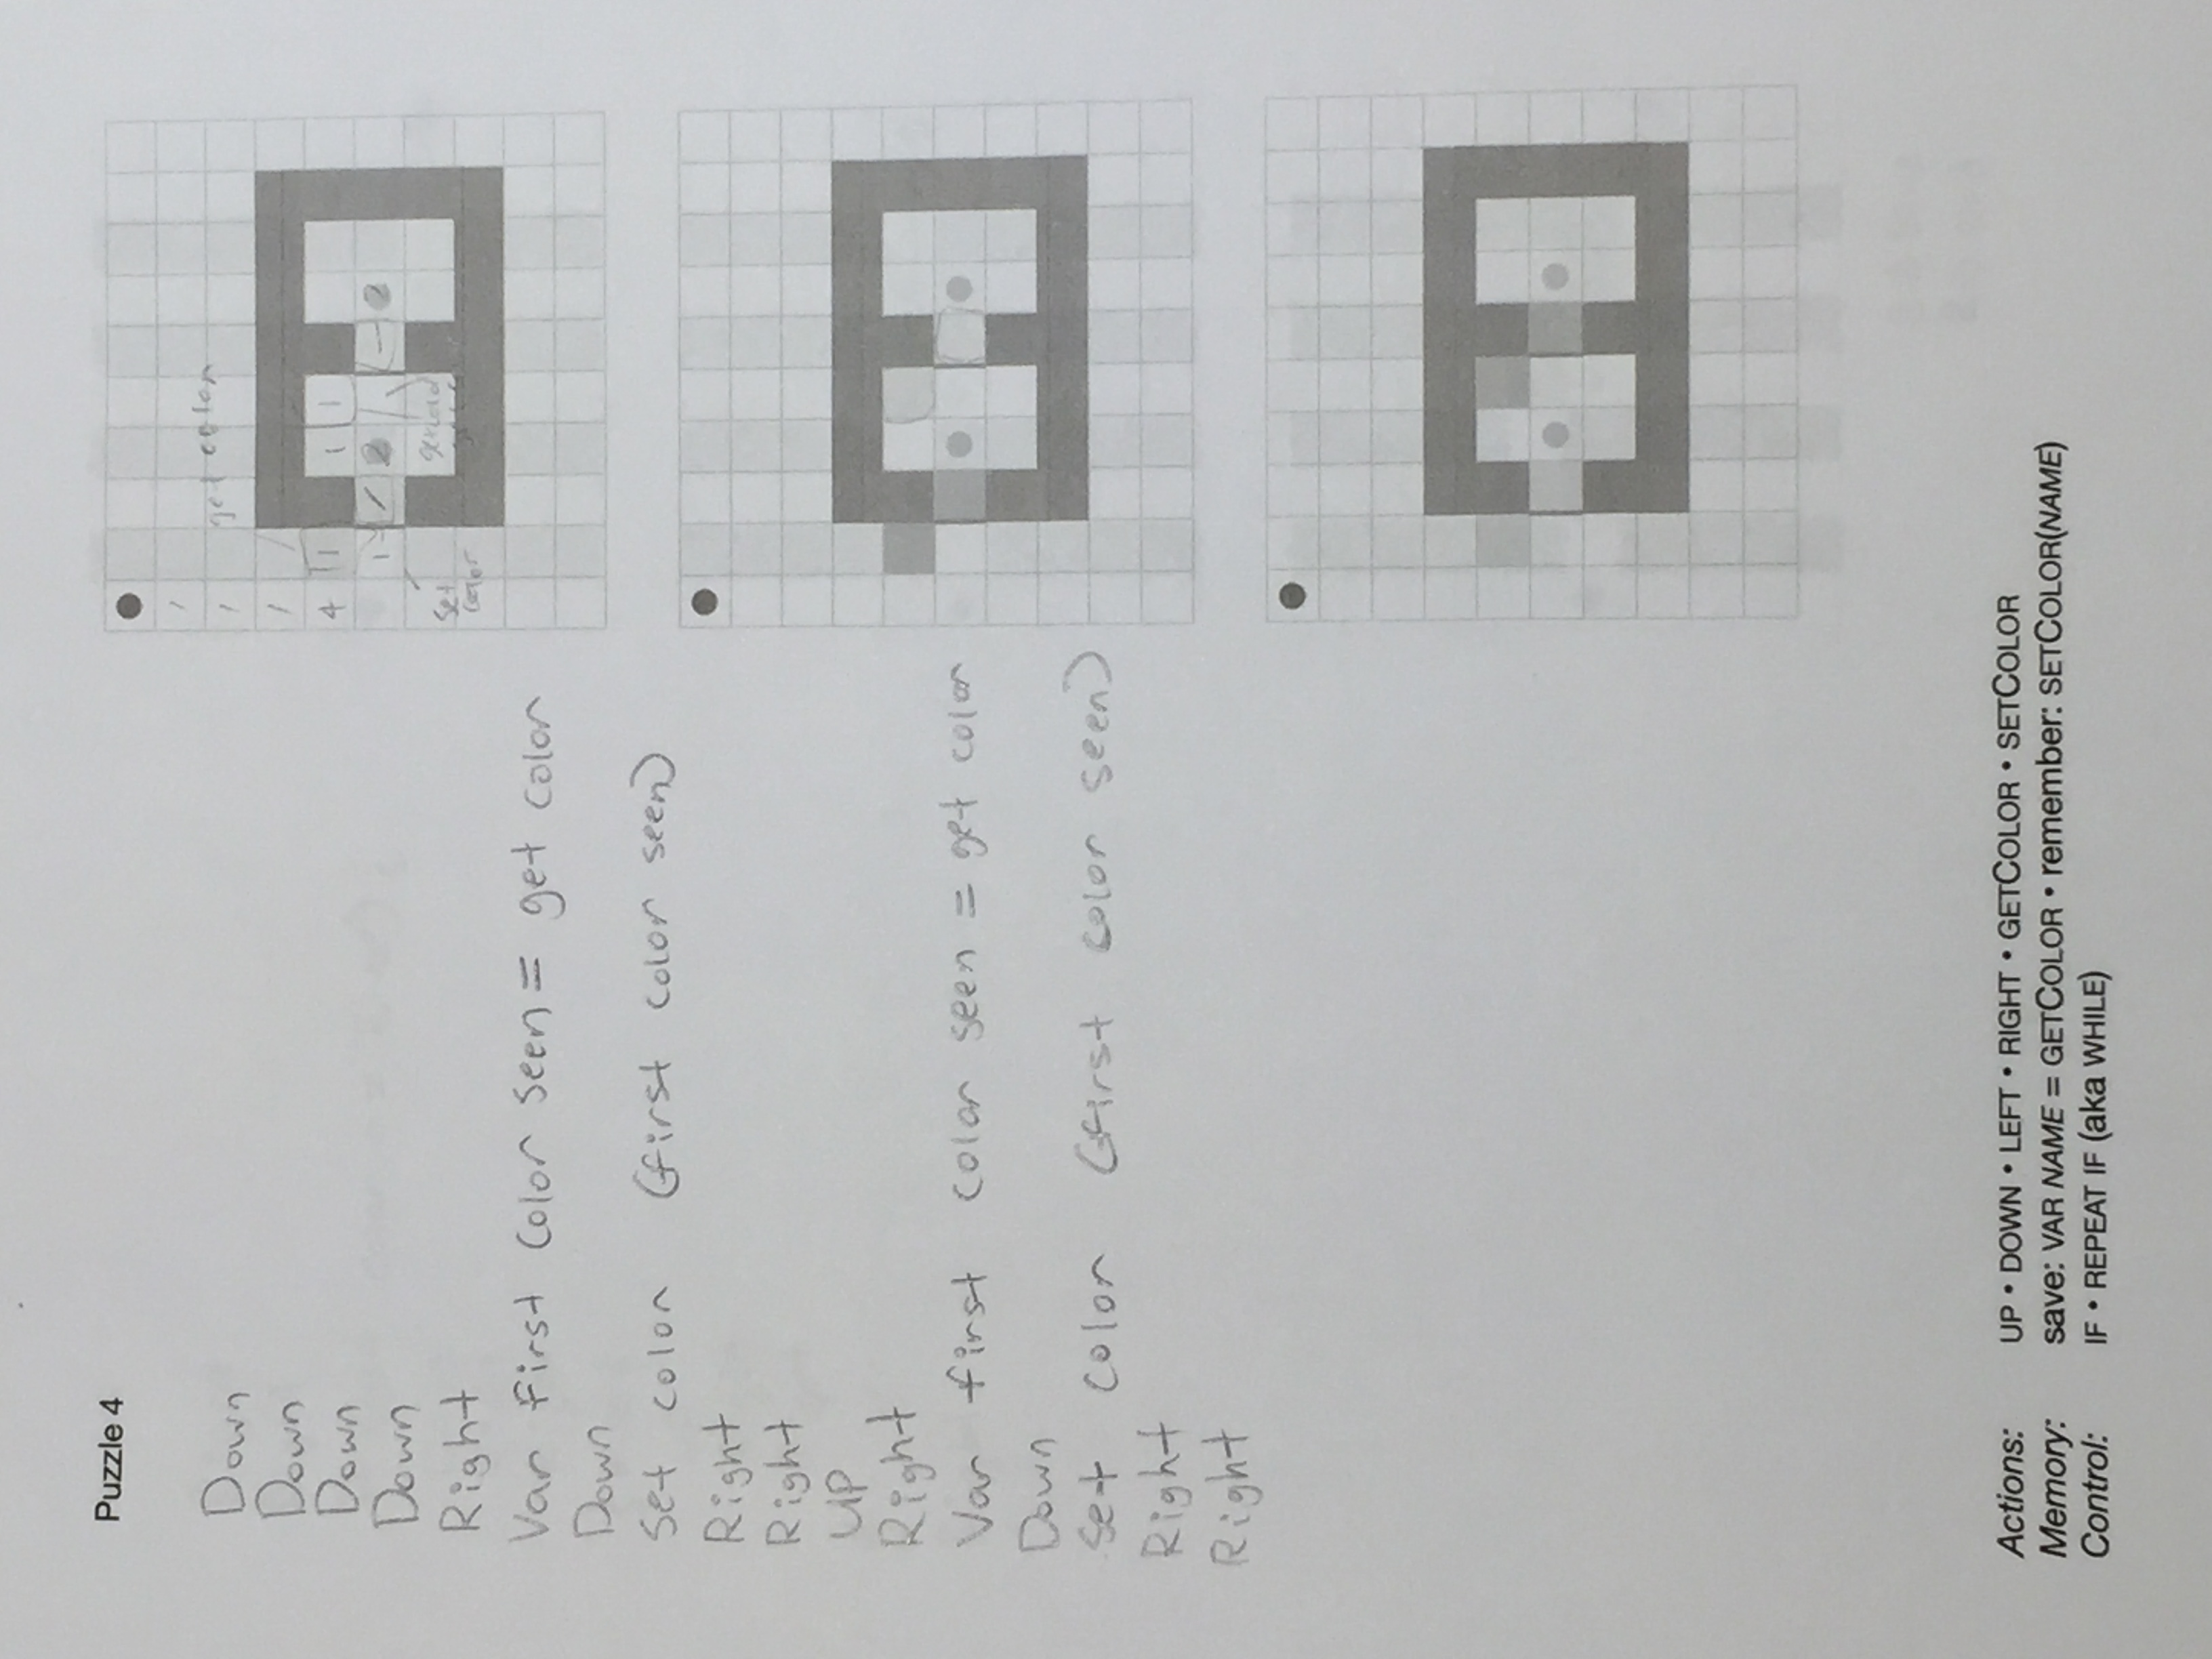 Puzzle 4
Down
Down
Down
Down
Right
Var first color seen = get color
Down
Set color (first color seen)
Right
Right
UP
Right
Var first color seen = get color
Down
Set color (first color seen)
Right
Right
1
1
get color
1
4 1 1 1
1 2 2
Set
color
Actions: UP • DOWN • LEFT • RIGHT • GETCOLOR • SETCOLOR
Memory: save: VAR NAME = GETCOLOR • remember: SETCOLOR(NAME)
Control: IF • REPEAT IF (aka WHILE)